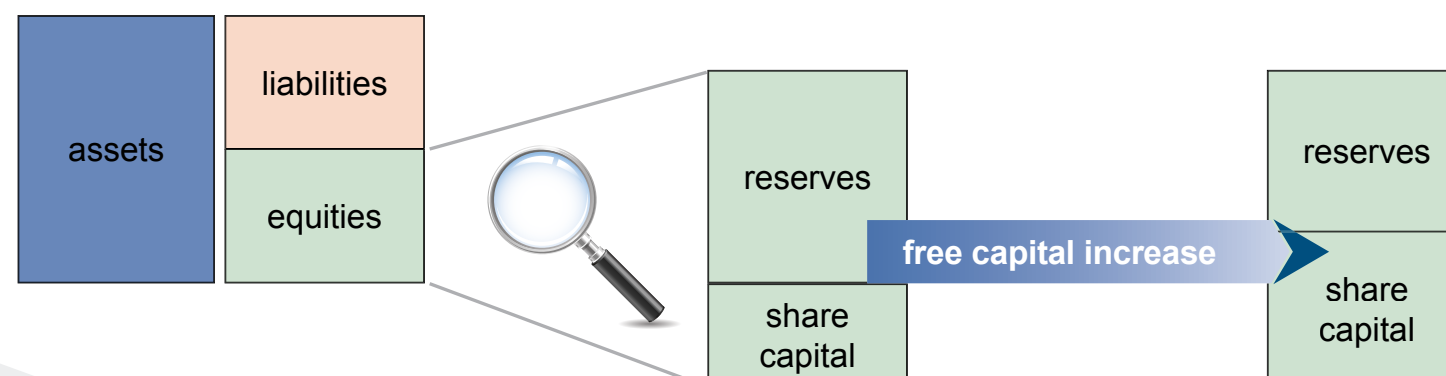 assets
liabilities
equities
reserves
share
capital
free capital increase
reserves
share
capital